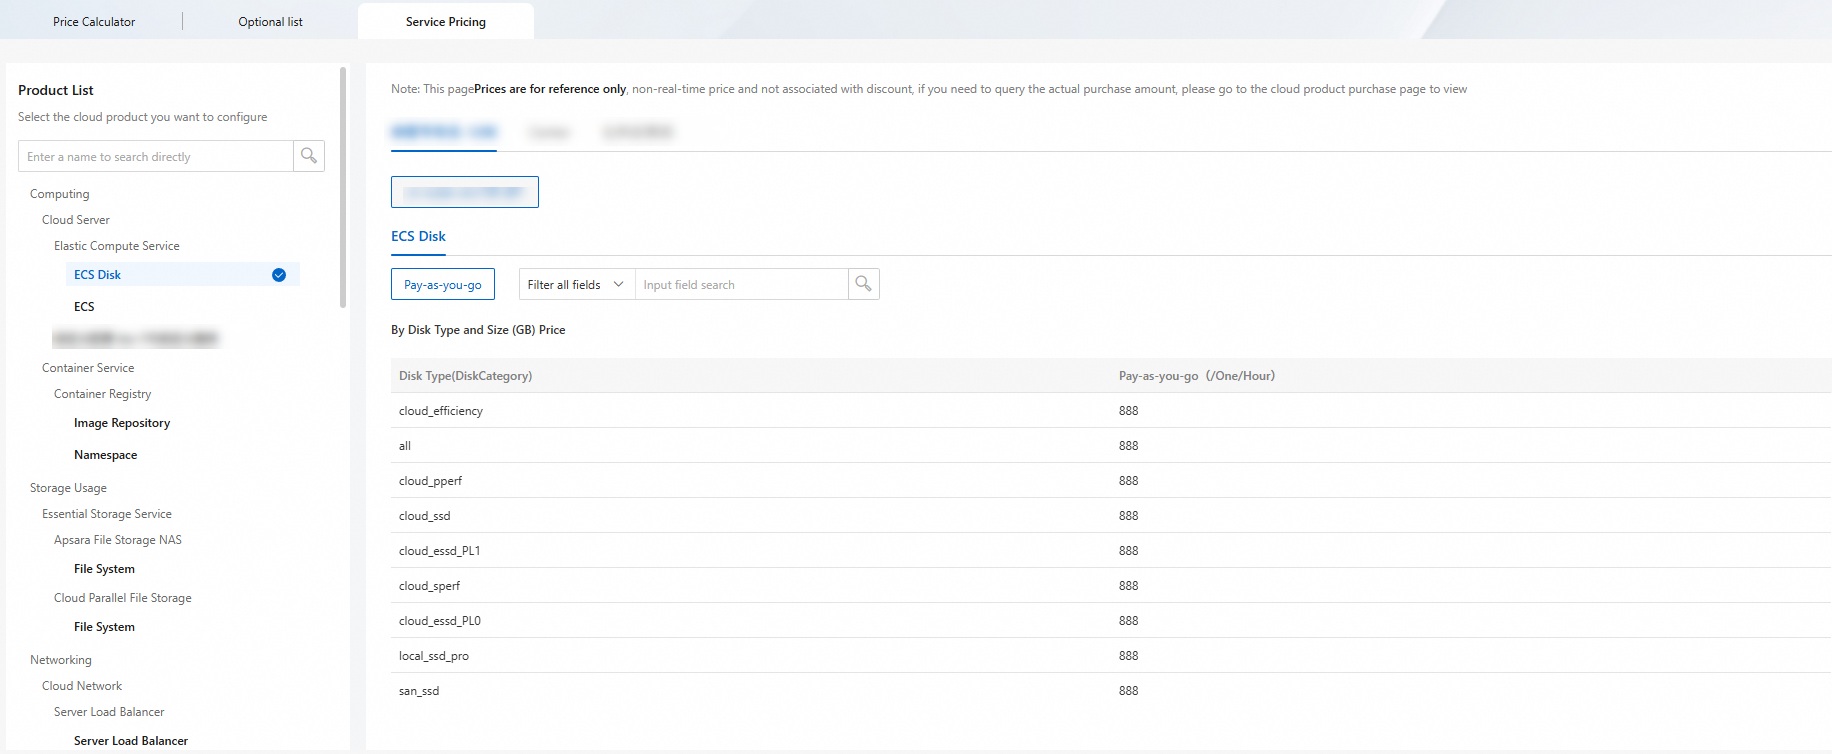 Price Calculator
Optional list
Service Pricing
Product List
Select the cloud product you want to configure
Enter a name to search directly
Computing
Cloud Server
Elastic Compute Service
ECS Disk
ECS
Container Service
Container Registry
Image Repository
Namespace
Storage Usage
Essential Storage Service
Apsara File Storage NAS
File System
Cloud Parallel File Storage
File System
Networking
Cloud Network
Server Load Balancer
Server Load Balancer
Note: This pagePrices are for reference only, non-real-time price and not associated with discount, if you need to query the actual purchase amount, please go to the cloud product purchase page to view
ECS Disk
Pay-as-you-go
Filter all fields
Input field search
By Disk Type and Size (GB) Price
Disk Type(DiskCategory) Pay-as-you-go（/One/Hour）
cloud_efficiency 888
all 888
cloud_pperf 888
cloud_ssd 888
cloud_essd_PL1 888
cloud_sperf 888
cloud_essd_PL0 888
local_ssd_pro 888
san_ssd 888